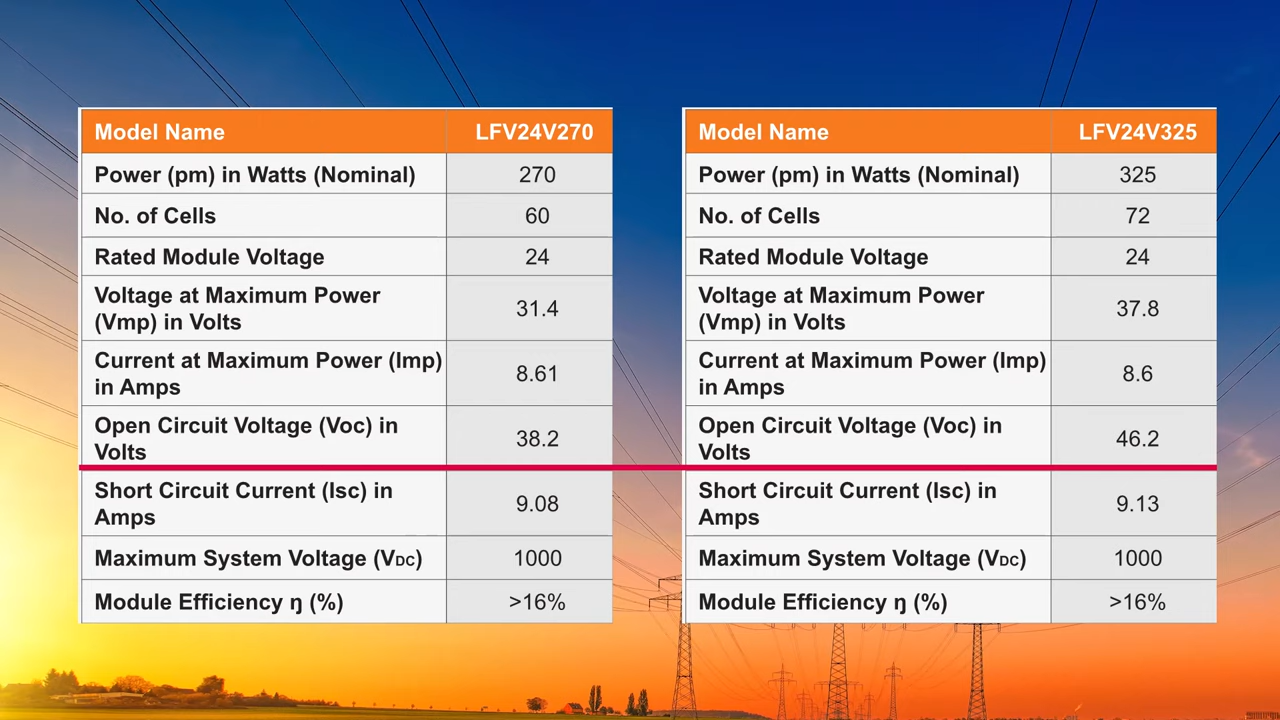 Model Name LFV24V270
Power (pm) in Watts (Nominal) 270
No. of Cells 60
Rated Module Voltage 24
Voltage at Maximum Power
(Vmp) in Volts 31.4
Current at Maximum Power (Imp)
in Amps 8.61
Open Circuit Voltage (Voc) in
Volts 38.2
Short Circuit Current (Isc) in
Amps 9.08
Maximum System Voltage (VDC) 1000
Module Efficiency ŋ (%) >16%
Model Name LFV24V325
Power (pm) in Watts (Nominal) 325
No. of Cells 72
Rated Module Voltage 24
Voltage at Maximum Power
(Vmp) in Volts 37.8
Current at Maximum Power (Imp)
in Amps 8.6
Open Circuit Voltage (Voc) in
Volts 46.2
Short Circuit Current (Isc) in
Amps 9.13
Maximum System Voltage (VDC) 1000
Module Efficiency ŋ (%) >16%